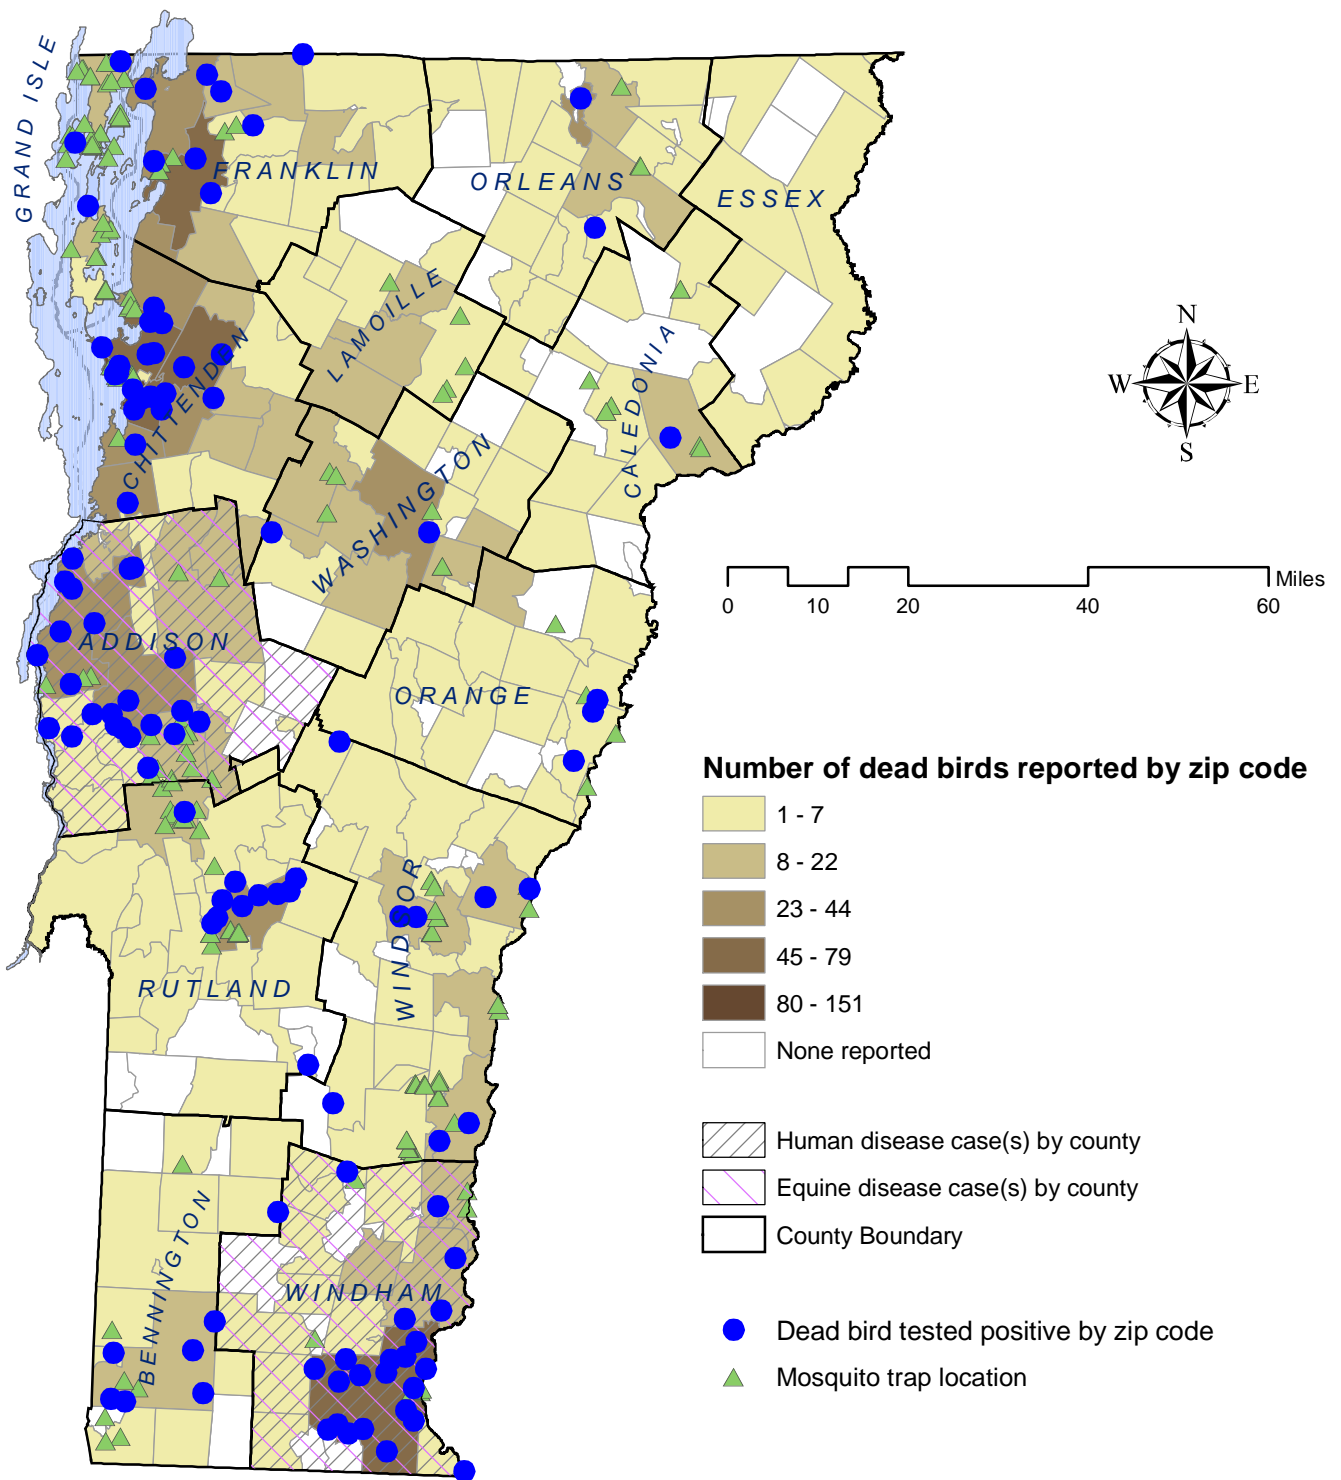 GRAND ISLE
FRANKLIN
ORLEANS
ESSEX
LAMOILLE
CHITTENDEN
CALEDONIA
WASHINGTON
ADDISON
ORANGE
WINDSOR
RUTLAND
BENNINGTON
WINDHAM
N
W
E
S
Miles
0
10
20
40
60
Number of dead birds reported by zip code
1 - 7
8 - 22
23 - 44
45 - 79
80 - 151
None reported
Human disease case(s) by county
Equine disease case(s) by county
County Boundary
Dead bird tested positive by zip code
Mosquito trap location